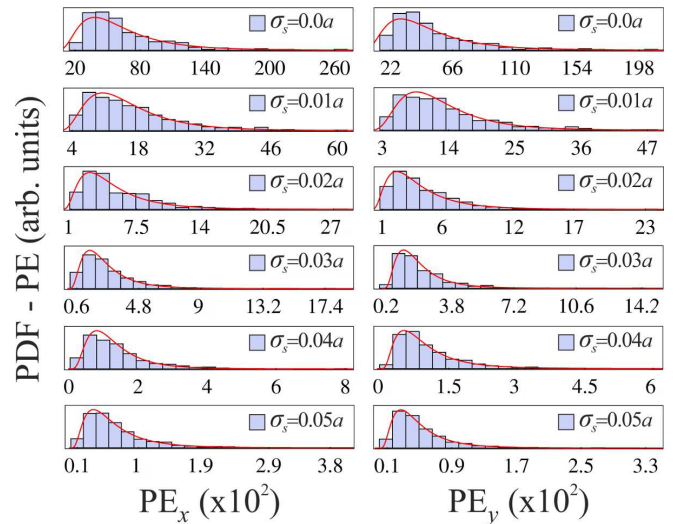 σₛ=0.0a σₛ=0.0a
20 80 140 200 260 22 66 110 154 198
σₛ=0.01a σₛ=0.01a
4 18 32 46 60 3 14 25 36 47
σₛ=0.02a σₛ=0.02a
1 7.5 14 20.5 27 1 6 12 17 23
σₛ=0.03a σₛ=0.03a
0.6 4.8 9 13.2 17.4 0.2 3.8 7.2 10.6 14.2
σₛ=0.04a σₛ=0.04a
0 2 4 6 8 0 1.5 3 4.5 6
σₛ=0.05a σₛ=0.05a
0.1 1 1.9 2.9 3.8 0.1 0.9 1.7 2.5 3.3
PDF - PE (arb. units)
PEₓ (x10²) PE_y (x10²)